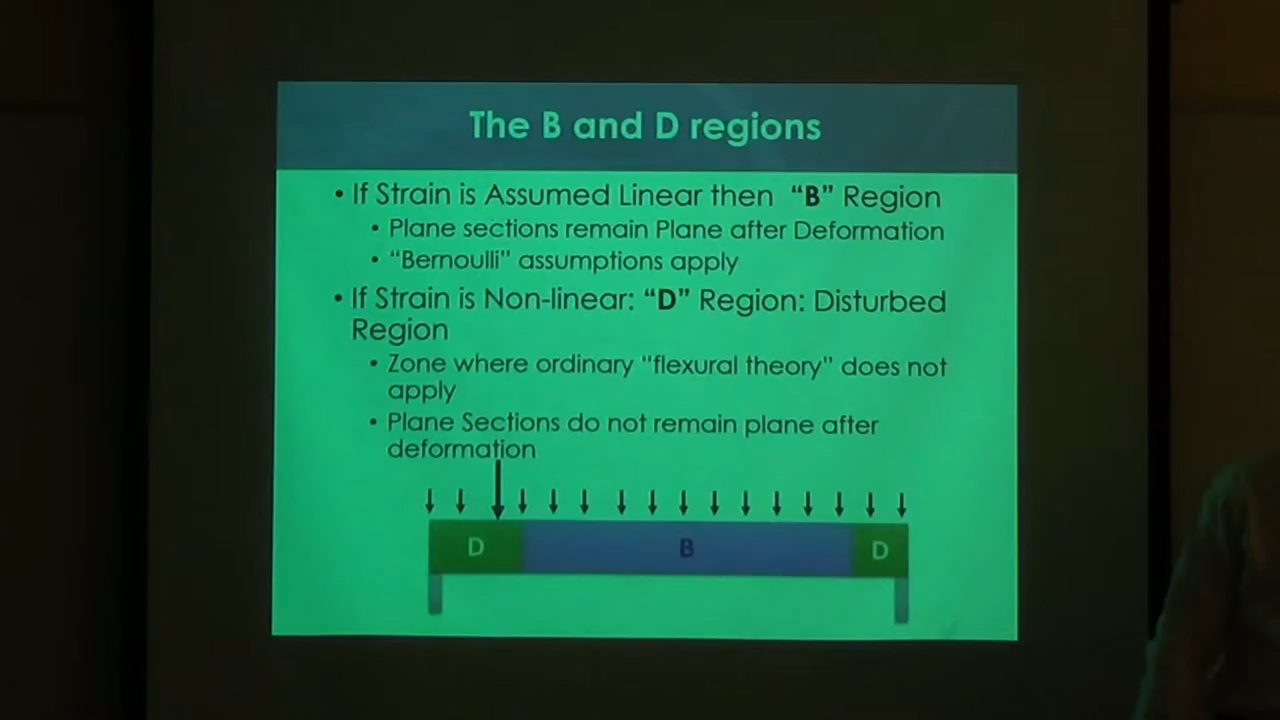 The B and D regions
• If Strain is Assumed Linear then “B” Region
• Plane sections remain Plane after Deformation
• “Bernoulli” assumptions apply
• If Strain is Non-linear: “D” Region: Disturbed
Region
• Zone where ordinary “flexural theory” does not
apply
• Plane Sections do not remain plane after
deformation
D B D